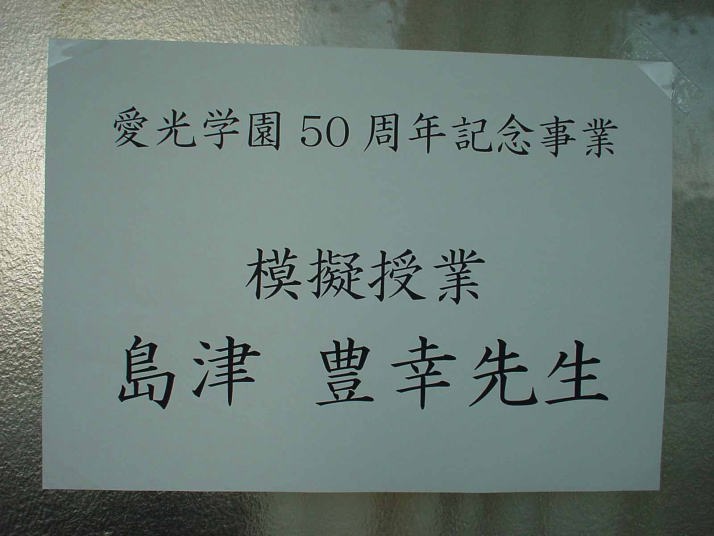 愛光学園 50 周年記念事業
模擬授業
島津 豊幸先生